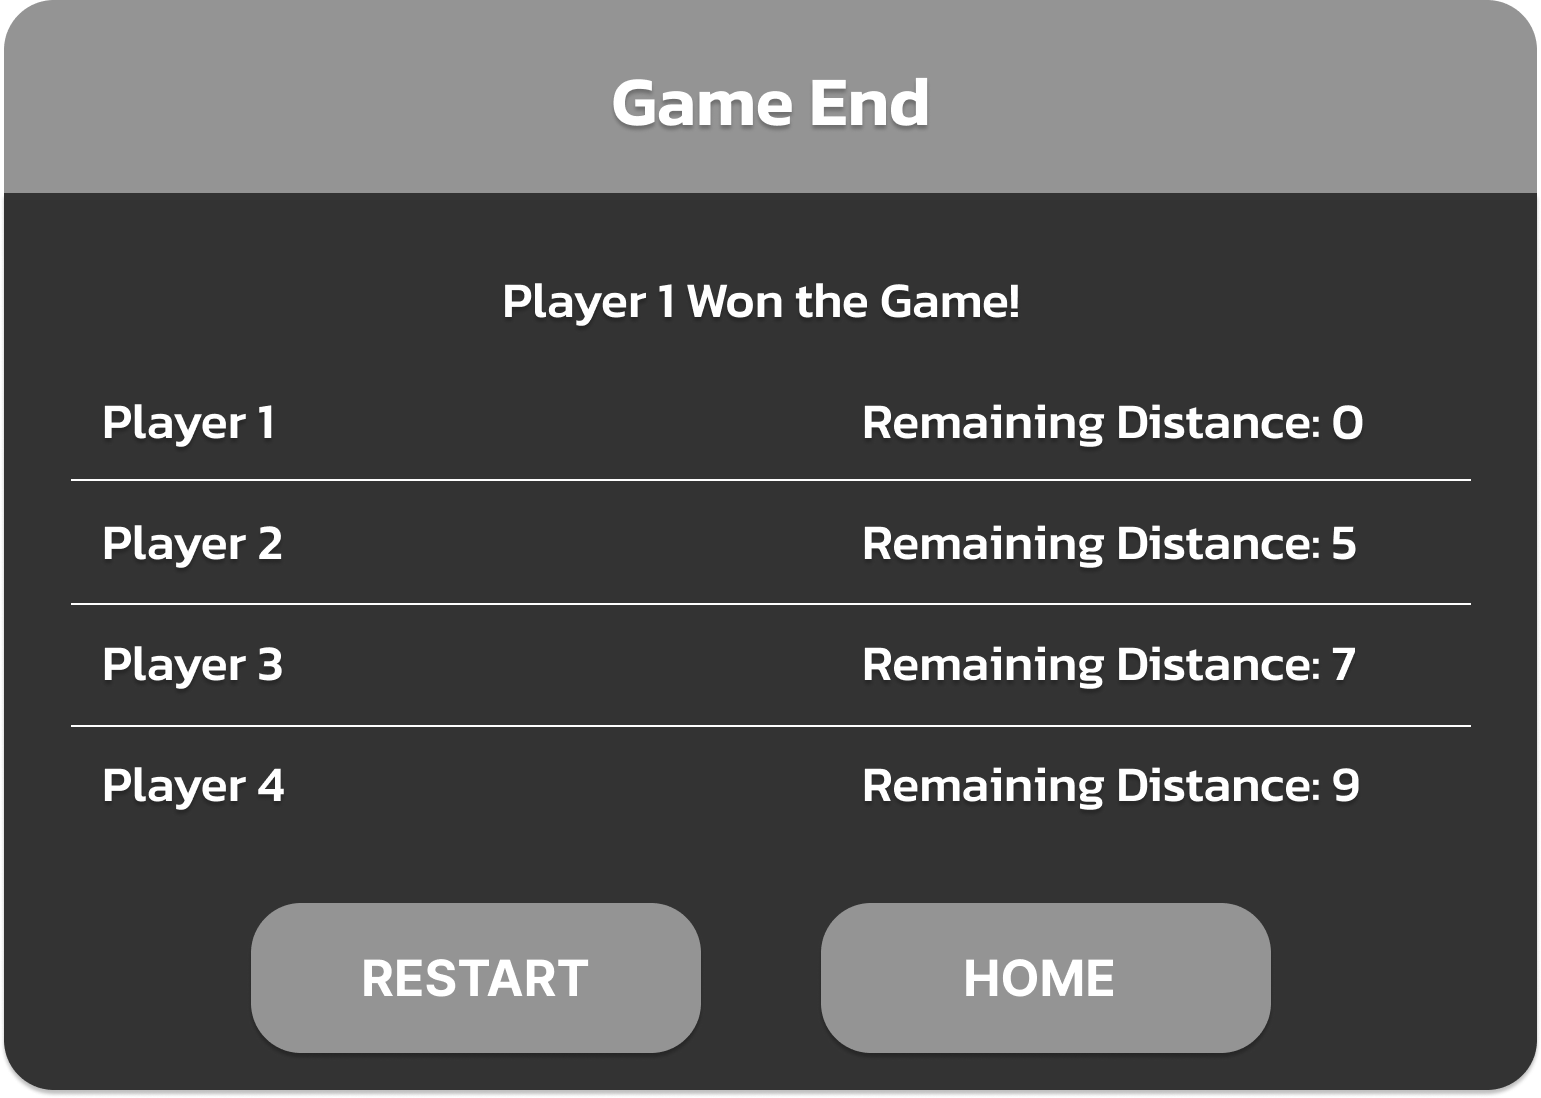 Game End
Player 1 Won the Game!
Player 1 Remaining Distance: 0
Player 2 Remaining Distance: 5
Player 3 Remaining Distance: 7
Player 4 Remaining Distance: 9
RESTART HOME